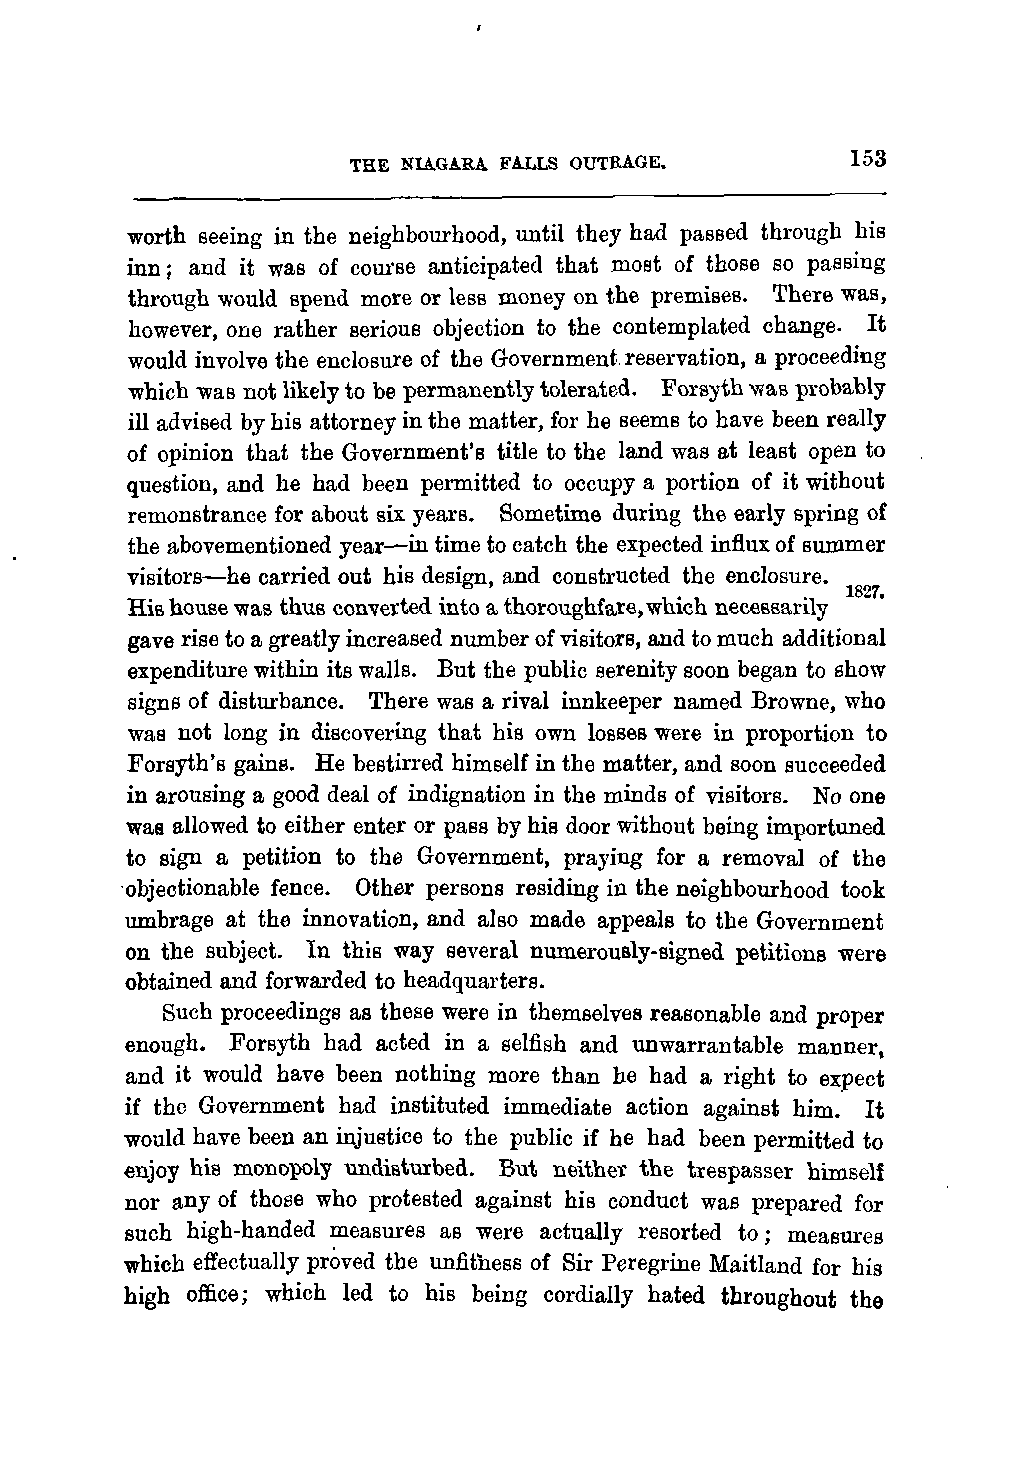 THE NIAGARA FALLS OUTRAGE. 153
worth seeing in the neighbourhood, until they had passed through his
inn; and it was of course anticipated that most of those so passing
through would spend more or less money on the premises. There was,
however, one rather serious objection to the contemplated change. It
would involve the enclosure of the Government reservation, a proceeding
which was not likely to be permanently tolerated. Forsyth was probably
ill advised by his attorney in the matter, for he seems to have been really
of opinion that the Government's title to the land was at least open to
question, and he had been permitted to occupy a portion of it without
remonstrance for about six years. Sometime during the early spring of
the abovementioned year—in time to catch the expected influx of summer
visitors—he carried out his design, and constructed the enclosure.
1827.
His house was thus converted into a thoroughfare, which necessarily
gave rise to a greatly increased number of visitors, and to much additional
expenditure within its walls. But the public serenity soon began to show
signs of disturbance. There was a rival innkeeper named Browne, who
was not long in discovering that his own losses were in proportion to
Forsyth's gains. He bestirred himself in the matter, and soon succeeded
in arousing a good deal of indignation in the minds of visitors. No one
was allowed to either enter or pass by his door without being importuned
to sign a petition to the Government, praying for a removal of the
objectionable fence. Other persons residing in the neighbourhood took
umbrage at the innovation, and also made appeals to the Government
on the subject. In this way several numerously-signed petitions were
obtained and forwarded to headquarters.
Such proceedings as these were in themselves reasonable and proper
enough. Forsyth had acted in a selfish and unwarrantable manner,
and it would have been nothing more than he had a right to expect
if the Government had instituted immediate action against him. It
would have been an injustice to the public if he had been permitted to
enjoy his monopoly undisturbed. But neither the trespasser himself
nor any of those who protested against his conduct was prepared for
such high-handed measures as were actually resorted to; measures
which effectually proved the unfitness of Sir Peregrine Maitland for his
high office; which led to his being cordially hated throughout the